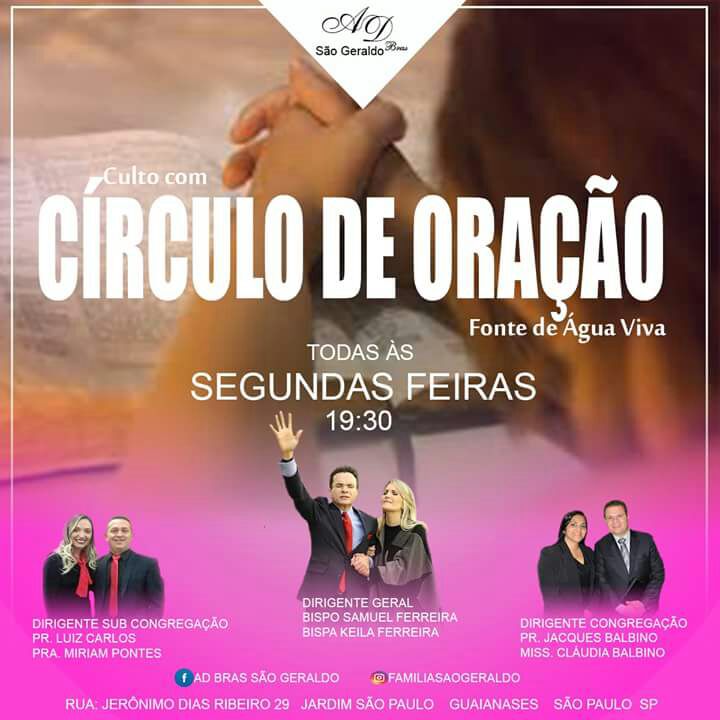 AD
São Geraldo Bras
Culto com
CÍRCULO DE ORAÇÃO
Fonte de Água Viva
TODAS ÀS
SEGUNDAS FEIRAS
19:30
DIRIGENTE SUB CONGREGAÇÃO
PR. LUIZ CARLOS
PRA. MIRIAM PONTES
DIRIGENTE GERAL
BISPO SAMUEL FERREIRA
BISPA KEILA FERREIRA
DIRIGENTE CONGREGAÇÃO
PR. JACQUES BALBINO
MISS. CLÁUDIA BALBINO
AD BRAS SÃO GERALDO FAMILIASAOGERALDO
RUA: JERÔNIMO DIAS RIBEIRO 29 JARDIM SÃO PAULO GUAIANASES SÃO PAULO SP